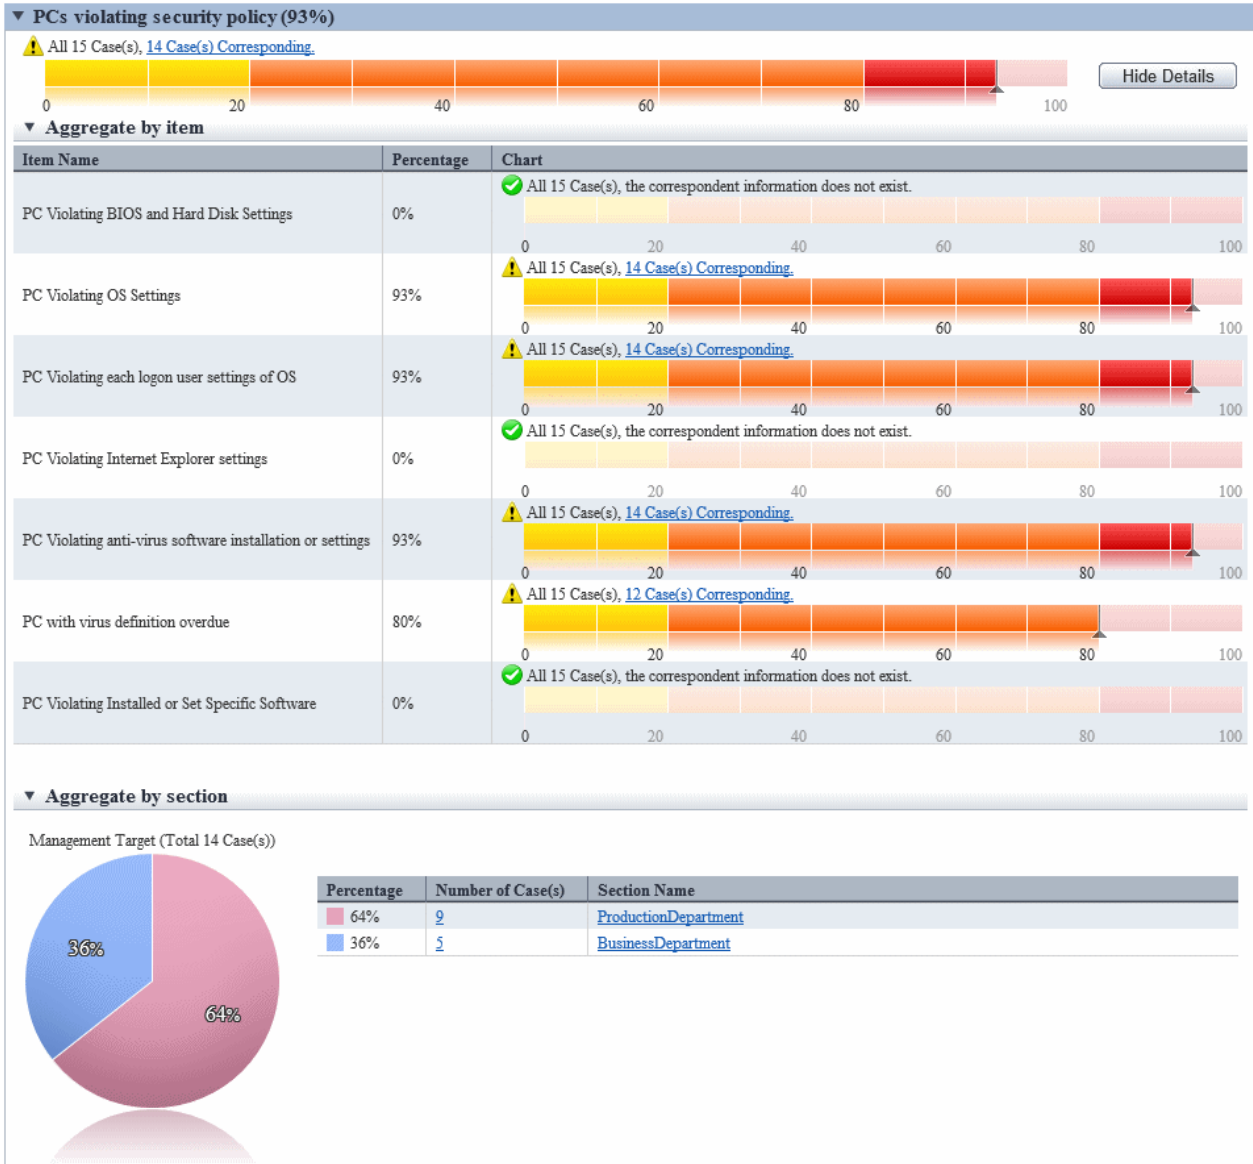 PCs violating security policy (93%)
All 15 Case(s), 14 Case(s) Corresponding.
Hide Details
0 20 40 60 80 100
Aggregate by item
Item Name Percentage Chart
All 15 Case(s), the correspondent information does not exist.
PC Violating BIOS and Hard Disk Settings 0%
0 20 40 60 80 100
All 15 Case(s), 14 Case(s) Corresponding.
PC Violating OS Settings 93%
0 20 40 60 80 100
All 15 Case(s), 14 Case(s) Corresponding.
PC Violating each logon user settings of OS 93%
0 20 40 60 80 100
All 15 Case(s), the correspondent information does not exist.
PC Violating Internet Explorer settings 0%
0 20 40 60 80 100
All 15 Case(s), 14 Case(s) Corresponding.
PC Violating anti-virus software installation or settings 93%
0 20 40 60 80 100
All 15 Case(s), 12 Case(s) Corresponding.
PC with virus definition overdue 80%
0 20 40 60 80 100
All 15 Case(s), the correspondent information does not exist.
PC Violating Installed or Set Specific Software 0%
0 20 40 60 80 100
Aggregate by section
Management Target (Total 14 Case(s))
36%
64%
Percentage Number of Case(s) Section Name
64% 9 ProductionDepartment
36% 5 BusinessDepartment